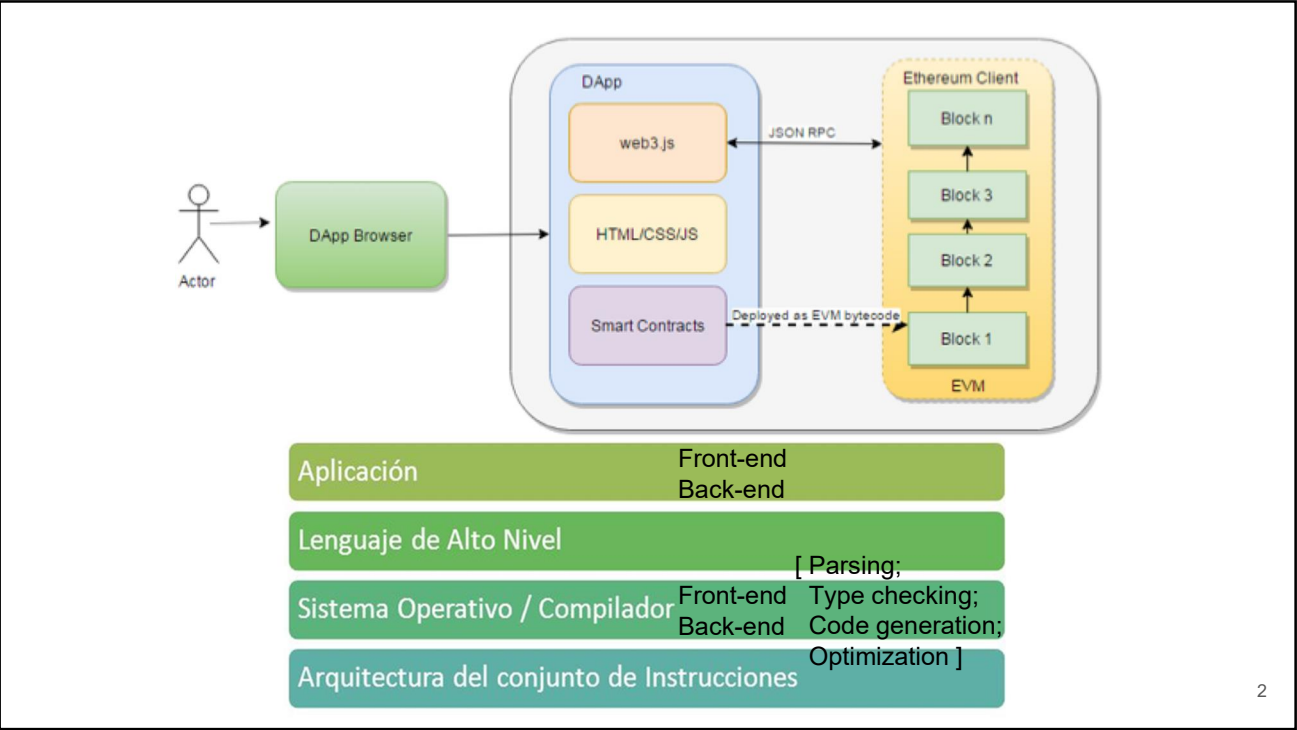 DApp
Ethereum Client
web3.js
JSON RPC
Block n
Block 3
HTML/CSS/JS
DApp Browser
Block 2
Actor
Smart Contracts
Deployed as EVM bytecode
Block 1
EVM
Aplicación
Front-end
Back-end
Lenguaje de Alto Nivel
Sistema Operativo / Compilador
Front-end
Back-end
[ Parsing;
Type checking;
Code generation;
Optimization ]
Arquitectura del conjunto de Instrucciones
2